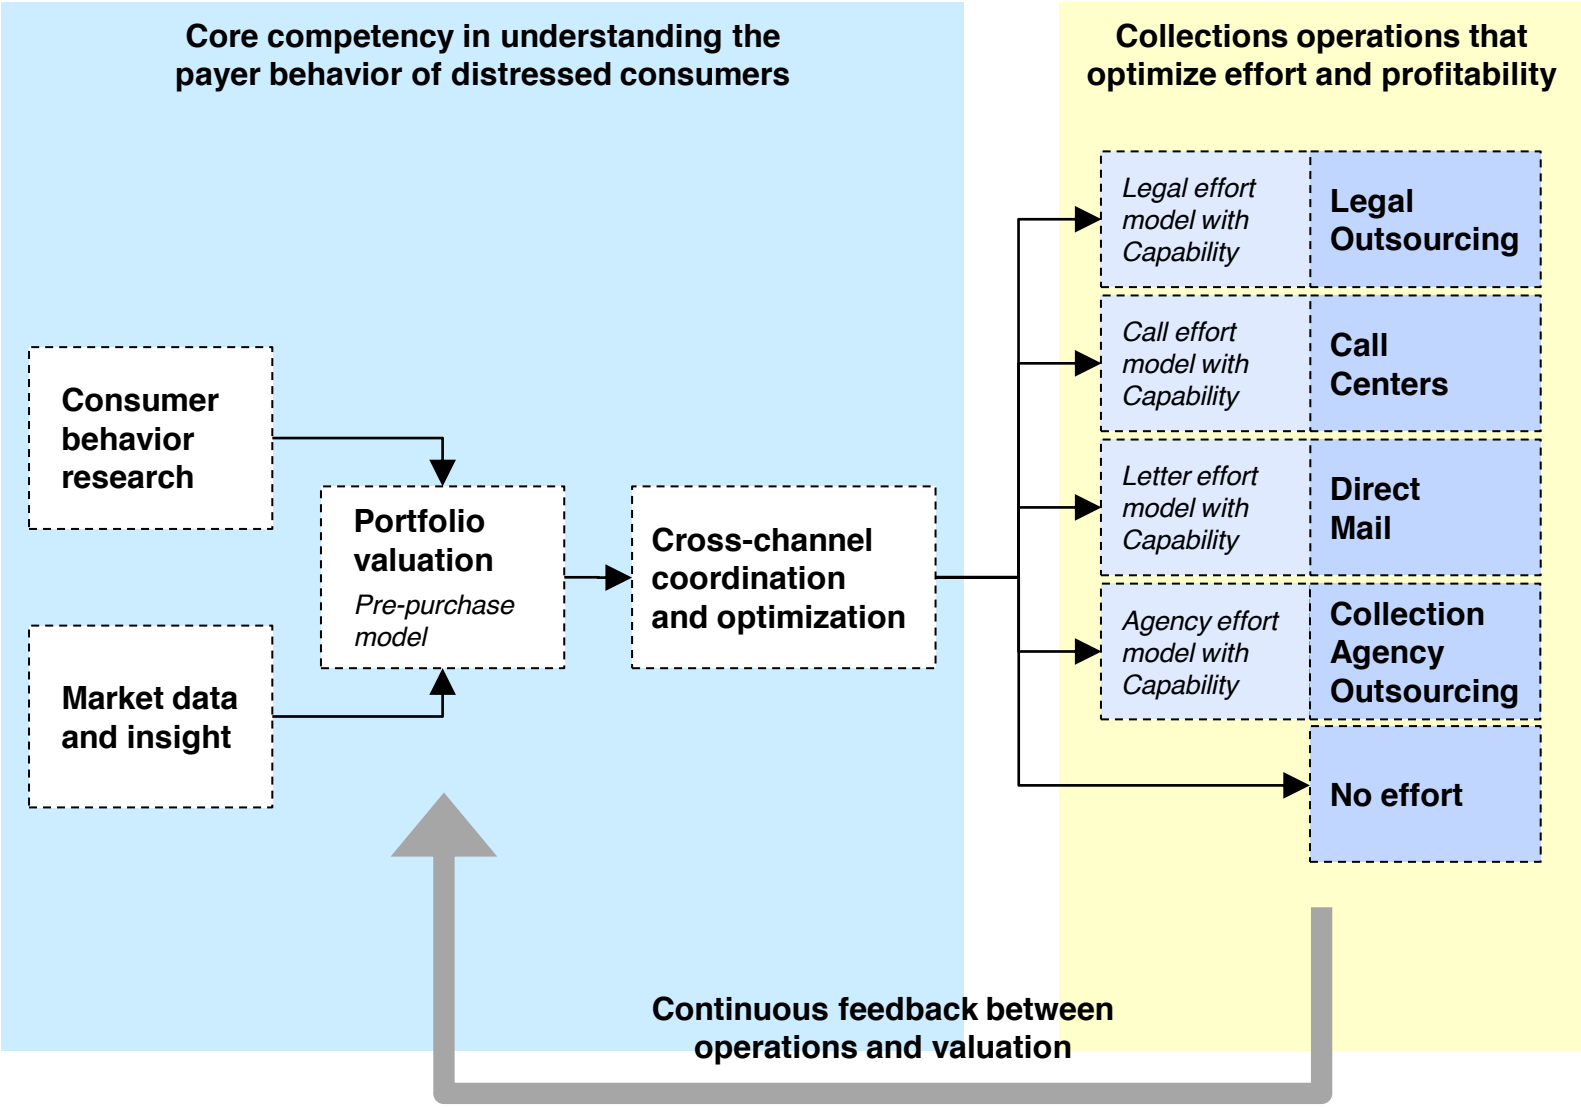 Core competency in understanding the
payer behavior of distressed consumers
Collections operations that
optimize effort and profitability
Consumer
behavior
research
Market data
and insight
Portfolio
valuation
Pre-purchase
model
Cross-channel
coordination
and optimization
Legal effort
model with
Capability
Legal
Outsourcing
Call effort
model with
Capability
Call
Centers
Letter effort
model with
Capability
Direct
Mail
Agency effort
model with
Capability
Collection
Agency
Outsourcing
No effort
Continuous feedback between
operations and valuation